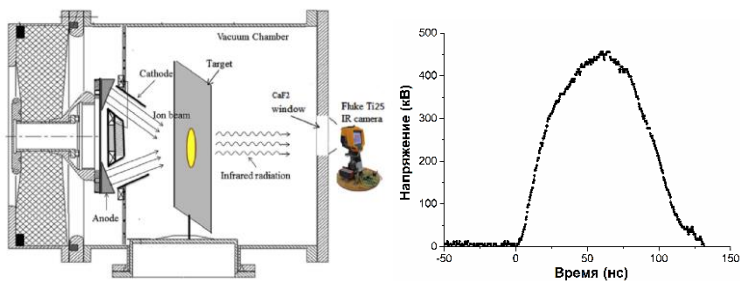 Vacuum Chamber
Cathode
Target
Ion beam
CaF2
window
Fluke Ti25
IR camera
Infrared radiation
Anode
Напряжение (кВ)
500
400
300
200
100
0
-50
0
50
100
150
Время (нс)